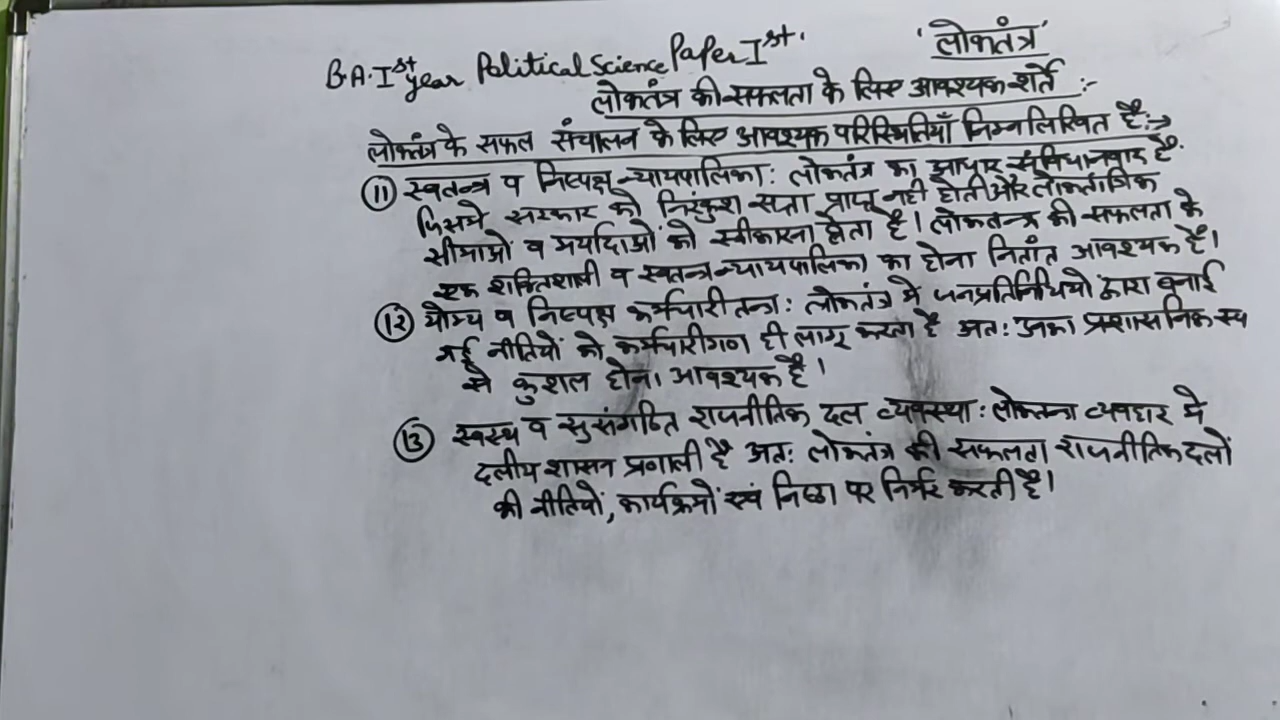 B.A. Ist year Political Science Paper Ist. 'लोकतंत्र'
लोकतंत्र की सफलता के लिए आवश्यक शर्ते :-
लोकतंत्र के सफल संचालन के लिए आवश्यक परिस्थितियाँ निम्नलिखित है:→
⑪ स्वतन्त्र व निष्पक्ष न्यायपालिका: लोकतंत्र का आधार संविधानवाद है.
जिसमे सरकार को निरंकुश सत्ता प्राप्त नही होती और लोकतांत्रिक
सीमाओं व मर्यादाओं को स्वीकारना होता है। लोकतन्त्र की सफलता के
एक शक्तिशाली व स्वतन्त्र न्यायपालिका का होना नितांत आवश्यक है।
⑫ योग्य व निष्पक्ष कर्मचारीतन्त्र: लोकतंत्र मे जनप्रतिनिधियो द्वारा बनाई
गई नीतियों को कर्मचारीगण ही लागू करता है अतः उनका प्रशासनिक रूप
से कुशल होना आवश्यक है।
⑬ स्वस्थ व सुसंगठित राजनीतिक दल व्यवस्था: लोकतन्त्र व्यवहार मे
दलीय शासन प्रणाली है अतः लोकतंत्र की सफलता राजनीतिक दलों
की नीतियों, कार्यक्रमों एवं निष्ठा पर निर्भर करती है।